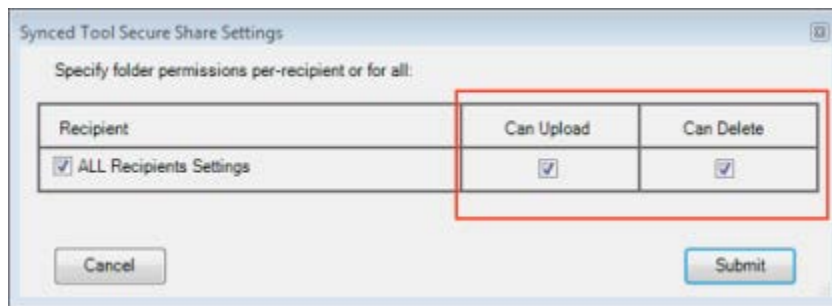 Synced Tool Secure Share Settings
Specify folder permissions per-recipient or for all:
Recipient Can Upload Can Delete
ALL Recipients Settings
Cancel Submit